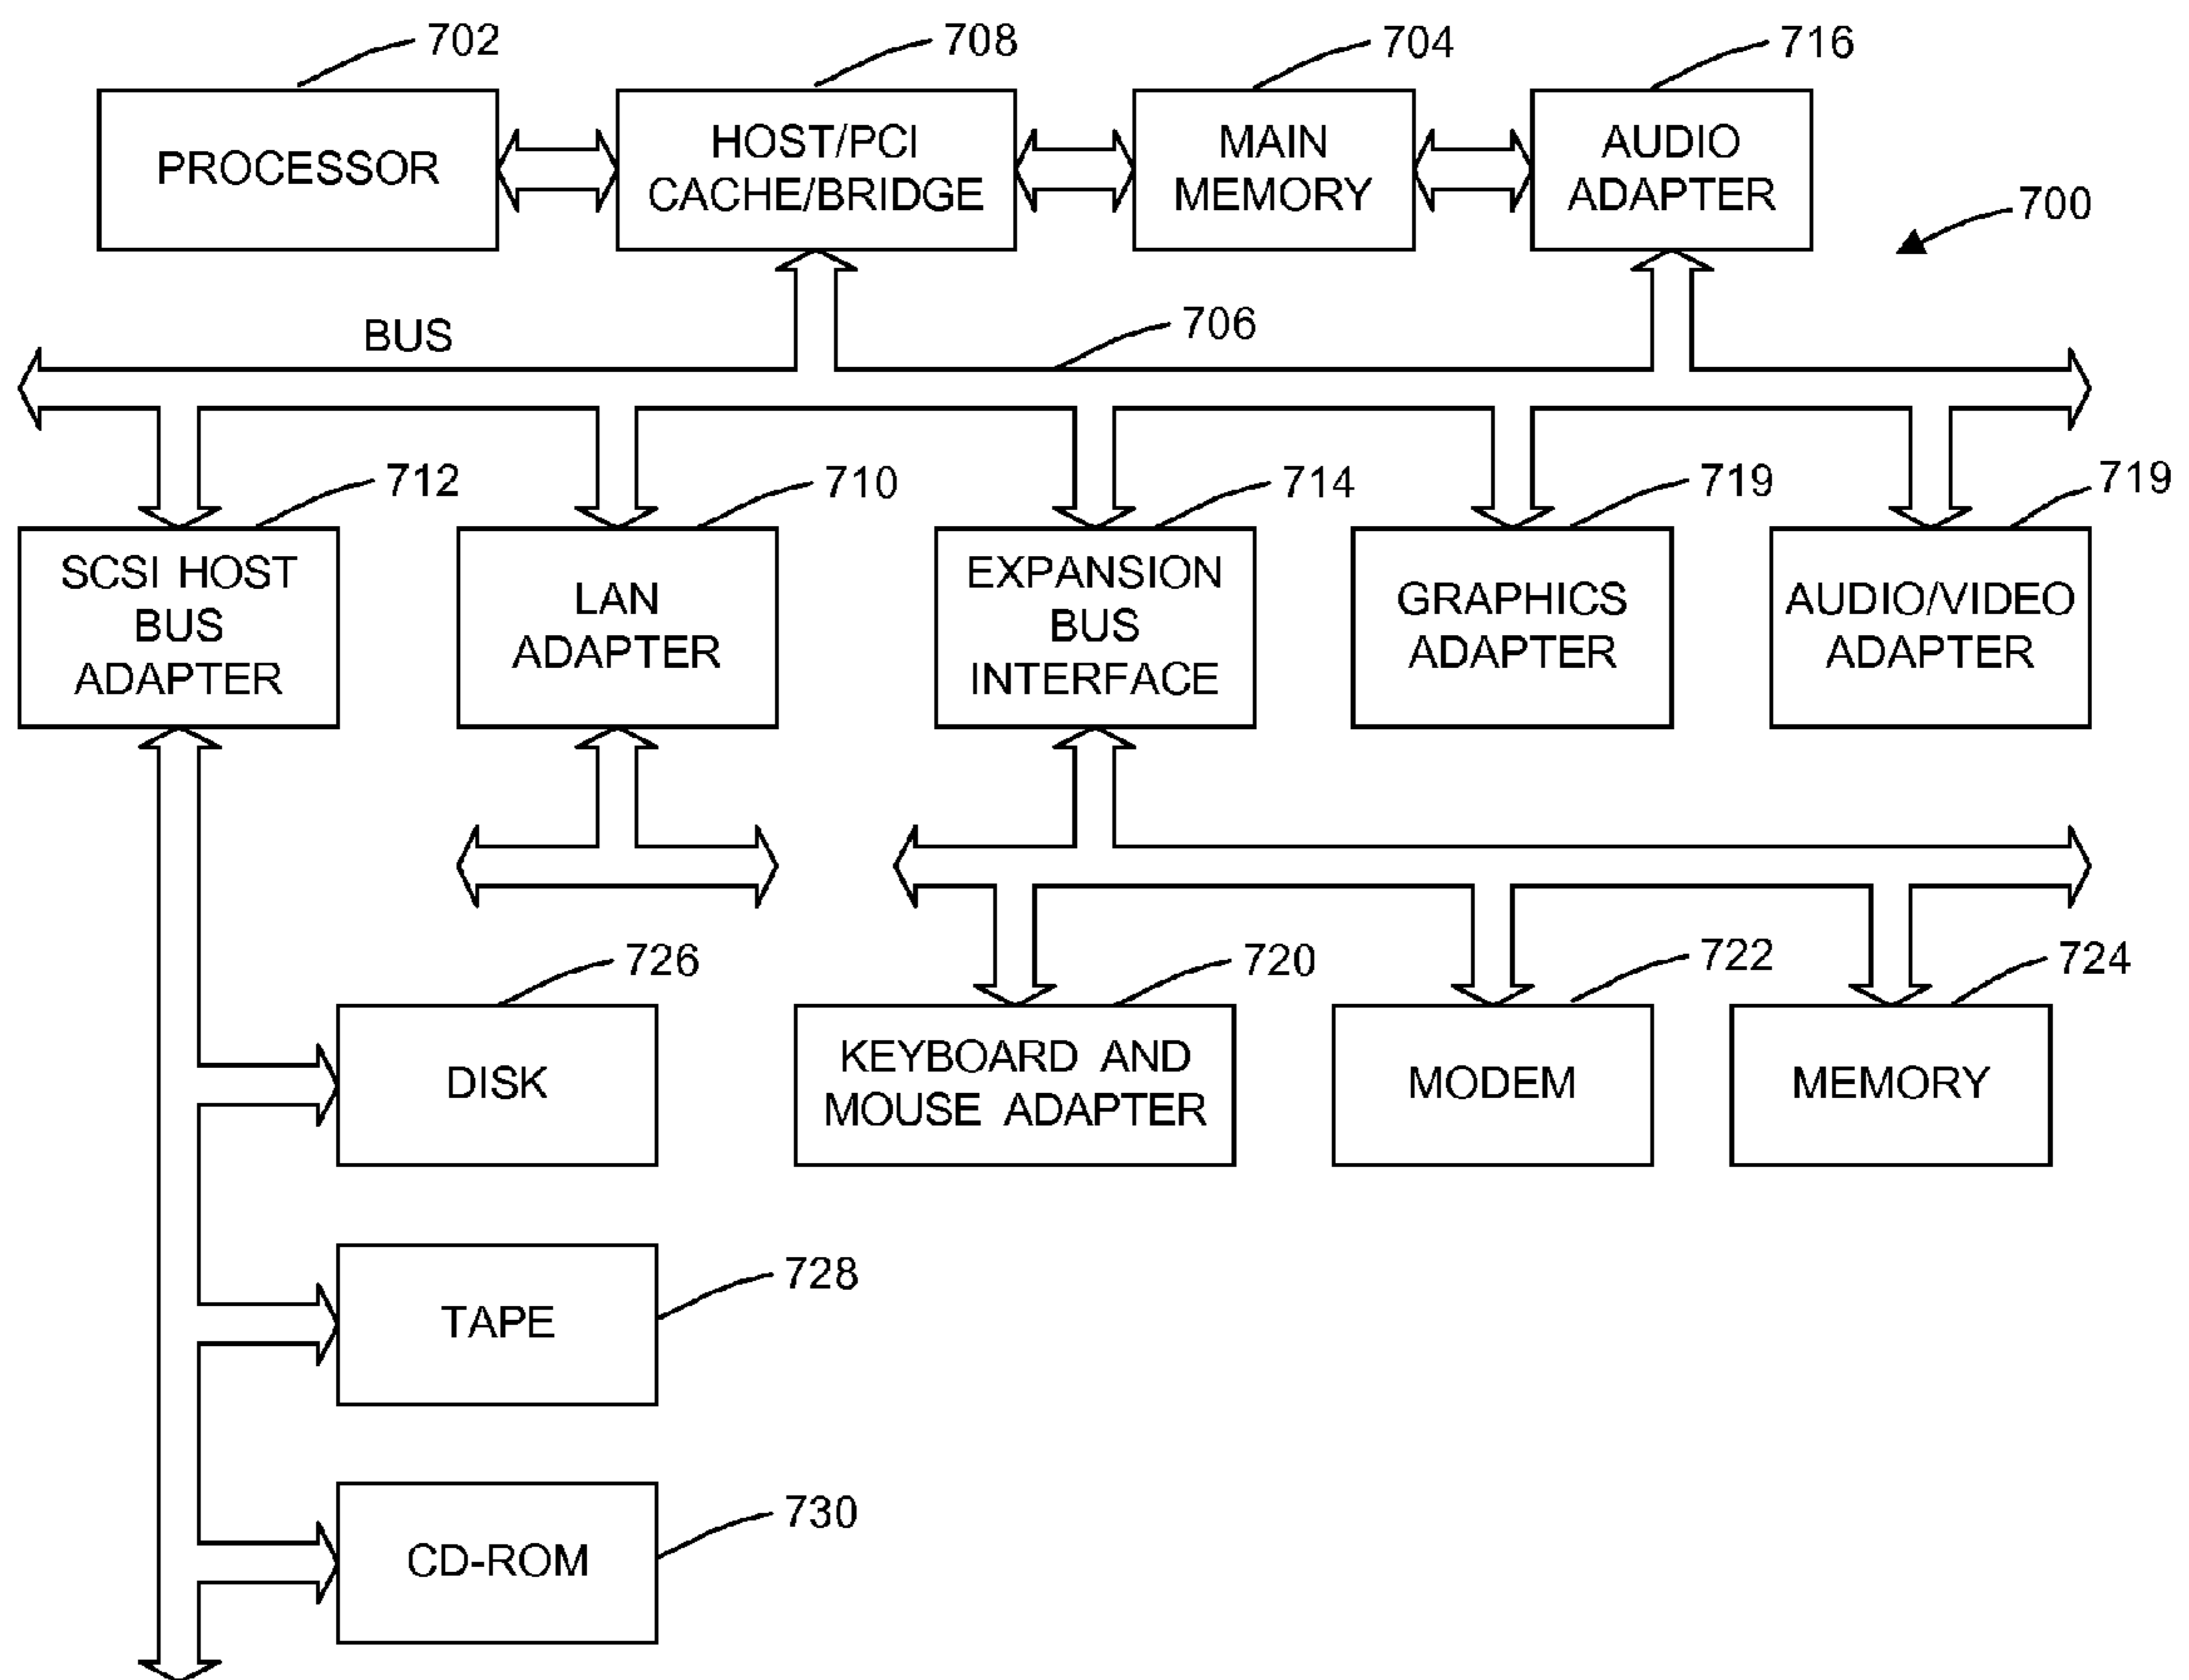 702
708
704
716
PROCESSOR
HOST/PCI
CACHE/BRIDGE
MAIN
MEMORY
AUDIO
ADAPTER
700
BUS
706
712
710
714
719
719
SCSI HOST
BUS
ADAPTER
LAN
ADAPTER
EXPANSION
BUS
INTERFACE
GRAPHICS
ADAPTER
AUDIO/VIDEO
ADAPTER
726
720
722
724
DISK
KEYBOARD AND
MOUSE ADAPTER
MODEM
MEMORY
728
TAPE
730
CD-ROM